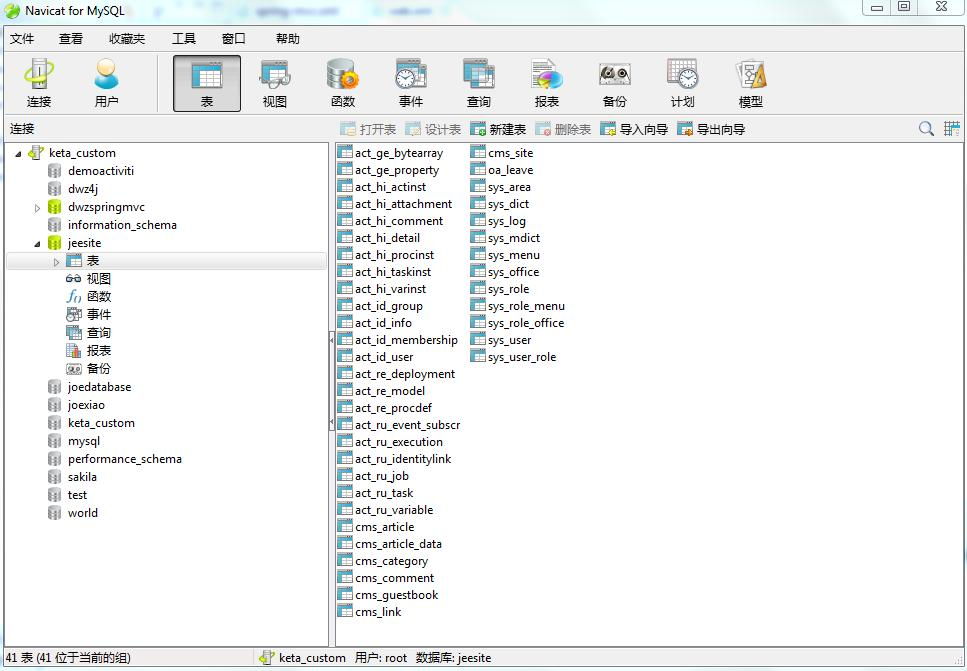 Navicat for MySQL
文件 查看 收藏夹 工具 窗口 帮助
连接 用户 表 视图 函数 事件 查询 报表 备份 计划 模型
连接 打开表 设计表 新建表 删除表 导入向导 导出向导
keta_custom
demoactiviti
dwz4j
dwzspringmvc
information_schema
jeesite
表
视图
函数
事件
查询
报表
备份
joedatabase
joexiao
keta_custom
mysql
performance_schema
sakila
test
world
act_ge_bytearray
act_ge_property
act_hi_actinst
act_hi_attachment
act_hi_comment
act_hi_detail
act_hi_procinst
act_hi_taskinst
act_hi_varinst
act_id_group
act_id_info
act_id_membership
act_id_user
act_re_deployment
act_re_model
act_re_procdef
act_ru_event_subscr
act_ru_execution
act_ru_identitylink
act_ru_job
act_ru_task
act_ru_variable
cms_article
cms_article_data
cms_category
cms_comment
cms_guestbook
cms_link
cms_site
oa_leave
sys_area
sys_dict
sys_log
sys_mdict
sys_menu
sys_office
sys_role
sys_role_menu
sys_role_office
sys_user
sys_user_role
41 表 (41 位于当前的组) keta_custom 用户: root 数据库: jeesite